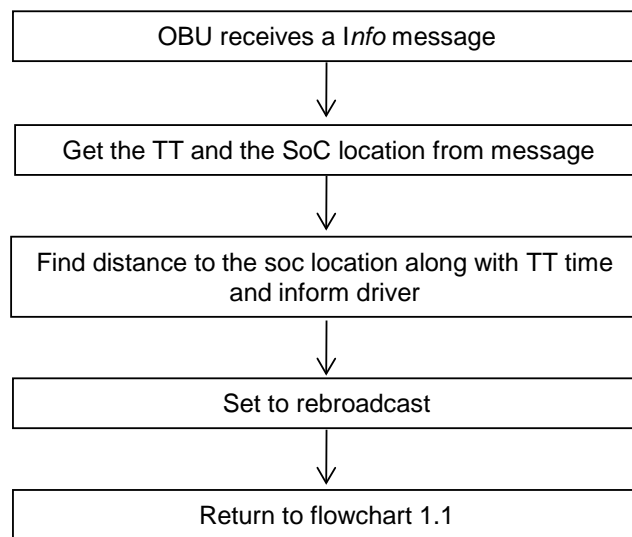 OBU receives a Info message
Get the TT and the SoC location from message
Find distance to the soc location along with TT time
and inform driver
Set to rebroadcast
Return to flowchart 1.1